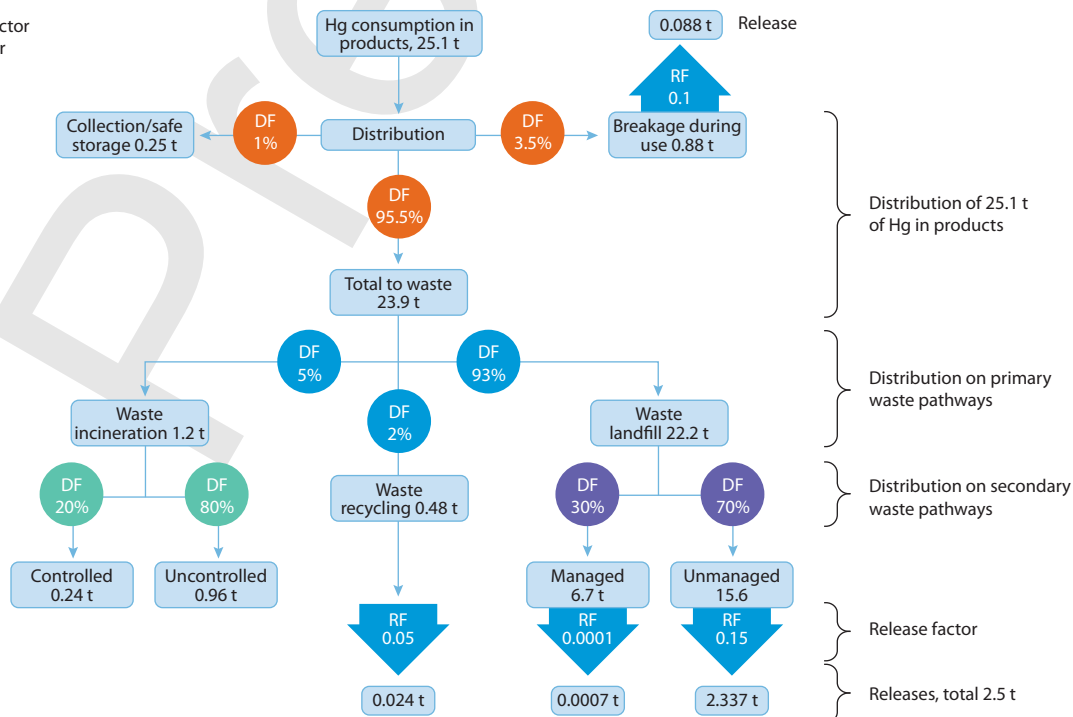 Hg consumption in
products, 25.1 t
0.088 t
Release
RF
0.1
Collection/safe
storage 0.25 t
DF
1%
Distribution
DF
3.5%
Breakage during
use 0.88 t
DF
95.5%
Distribution of 25.1 t
of Hg in products
Total to waste
23.9 t
DF
5%
DF
93%
DF
2%
Distribution on primary
waste pathways
Waste
incineration 1.2 t
Waste
landfill 22.2 t
DF
20%
DF
80%
Waste
recycling 0.48 t
DF
30%
DF
70%
Distribution on secondary
waste pathways
Controlled
0.24 t
Uncontrolled
0.96 t
Managed
6.7 t
Unmanaged
15.6
RF
0.05
RF
0.0001
RF
0.15
Release factor
0.024 t
0.0007 t
2.337 t
Releases, total 2.5 t